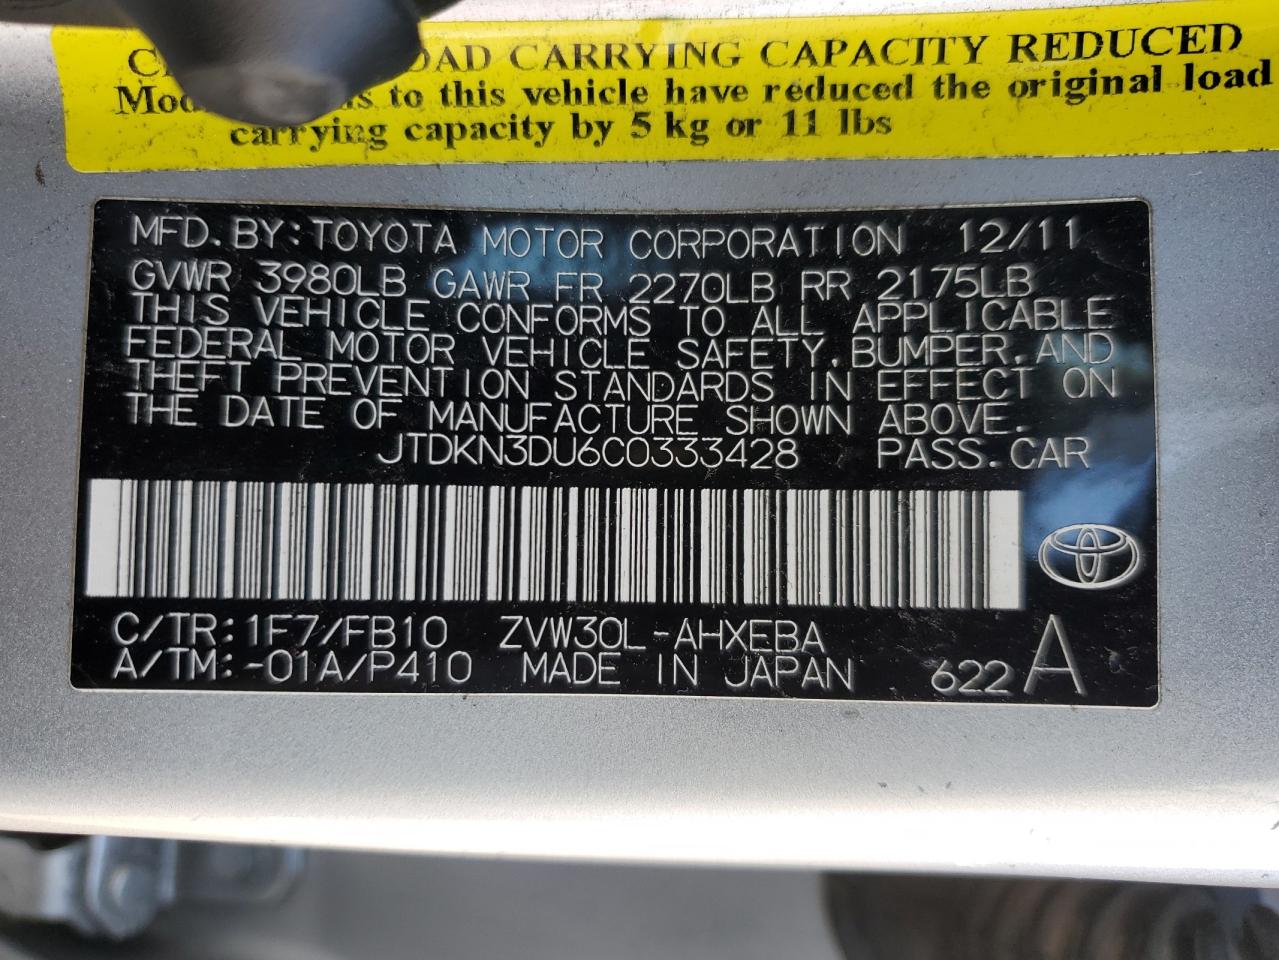 LOAD CARRYING CAPACITY REDUCED
to this vehicle have reduced the original load
carrying capacity by 5 kg or 11 lbs
MFD. BY: TOYOTA MOTOR CORPORATION 12/11
GVWR 3980LB GAWR FR 2270LB RR 2175LB
THIS VEHICLE CONFORMS TO ALL APPLICABLE
FEDERAL MOTOR VEHICLE SAFETY, BUMPER, AND
THEFT PREVENTION STANDARDS IN EFFECT ON
THE DATE OF MANUFACTURE SHOWN ABOVE.
JTDKN3DU6C0333428 PASS. CAR
C/TR: 1F7/FB10 ZVW30L-AHXEBA
A/TM: -01A/P410 MADE IN JAPAN 622 A